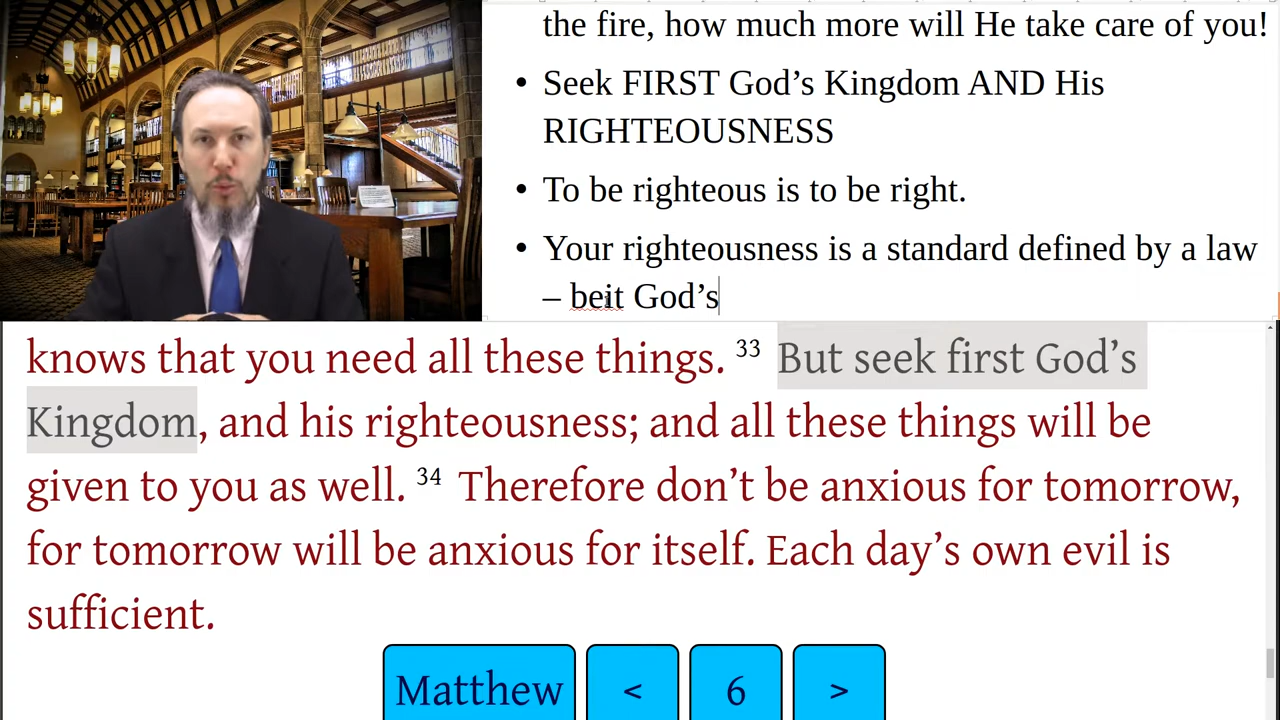 the fire, how much more will He take care of you!
• Seek FIRST God’s Kingdom AND His
RIGHTEOUSNESS
• To be righteous is to be right.
• Your righteousness is a standard defined by a law
– beit God’s
knows that you need all these things. 33 But seek first God’s
Kingdom, and his righteousness; and all these things will be
given to you as well. 34 Therefore don’t be anxious for tomorrow,
for tomorrow will be anxious for itself. Each day’s own evil is
sufficient.
Matthew < 6 >